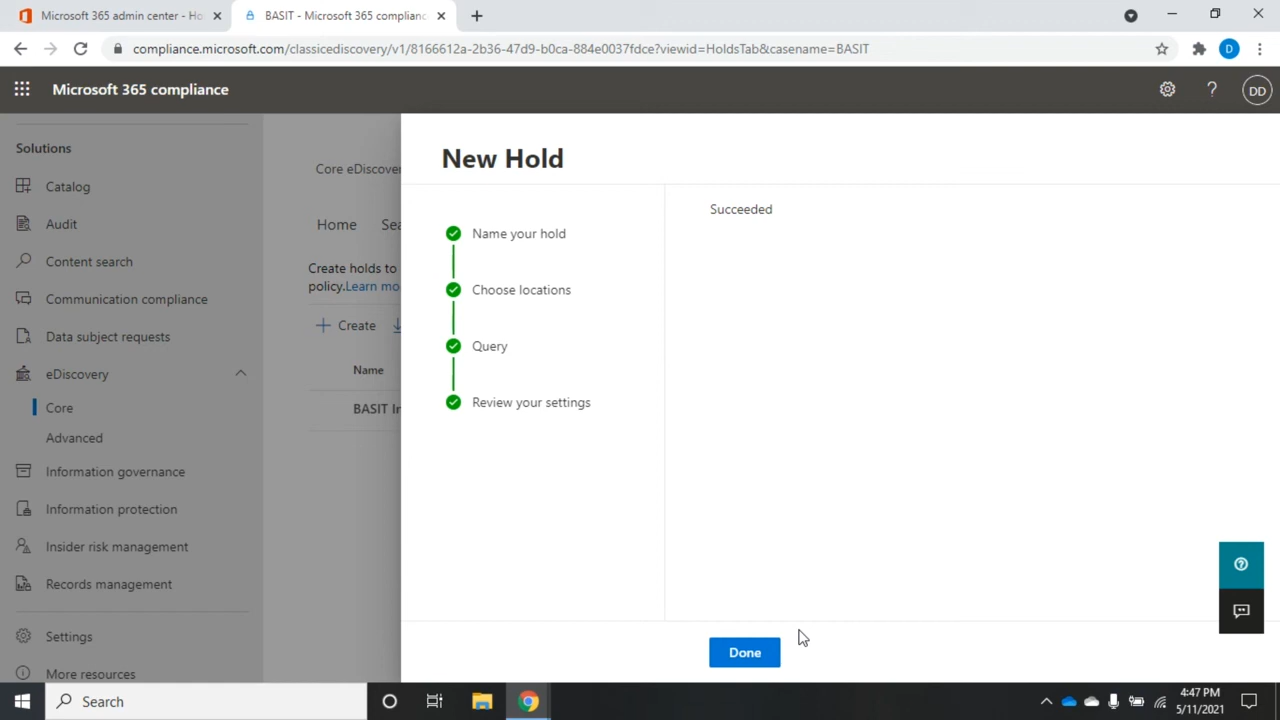 Microsoft 365 admin center - Ho
BASIT - Microsoft 365 complianc
compliance.microsoft.com/classicediscovery/v1/8166612a-2b36-47d9-b0ca-884e0037fdce?viewid=HoldsTab&casename=BASIT
D
Microsoft 365 compliance
DD
Solutions
Catalog
Audit
Content search
Communication compliance
Data subject requests
eDiscovery
Core
Advanced
Information governance
Information protection
Insider risk management
Records management
Settings
More resources
Core eDiscover
Home Sea
Create holds to
policy.Learn mo
Create
Name
BASIT In
New Hold
Name your hold
Choose locations
Query
Review your settings
Succeeded
Done
Search
4:47 PM
5/11/2021